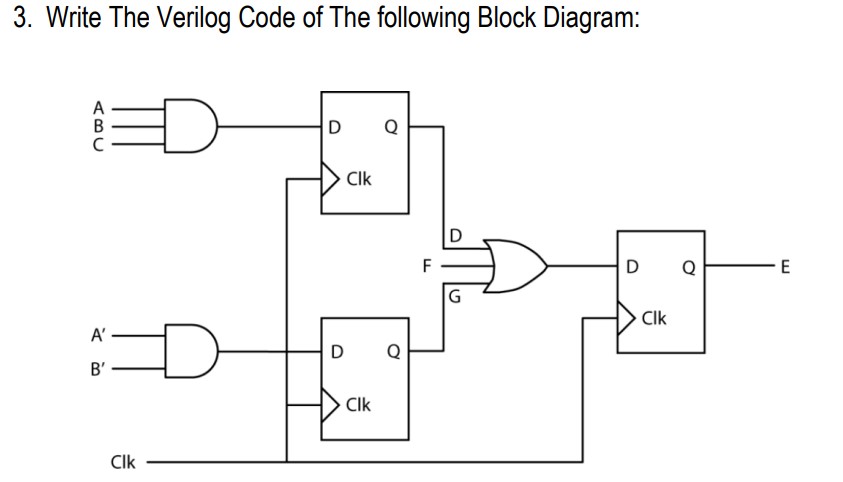 3. Write The Verilog Code of The following Block Diagram:
A
B
C
D Q
Clk
D
F
G
D Q
Clk
E
A'
B'
D Q
Clk
Clk